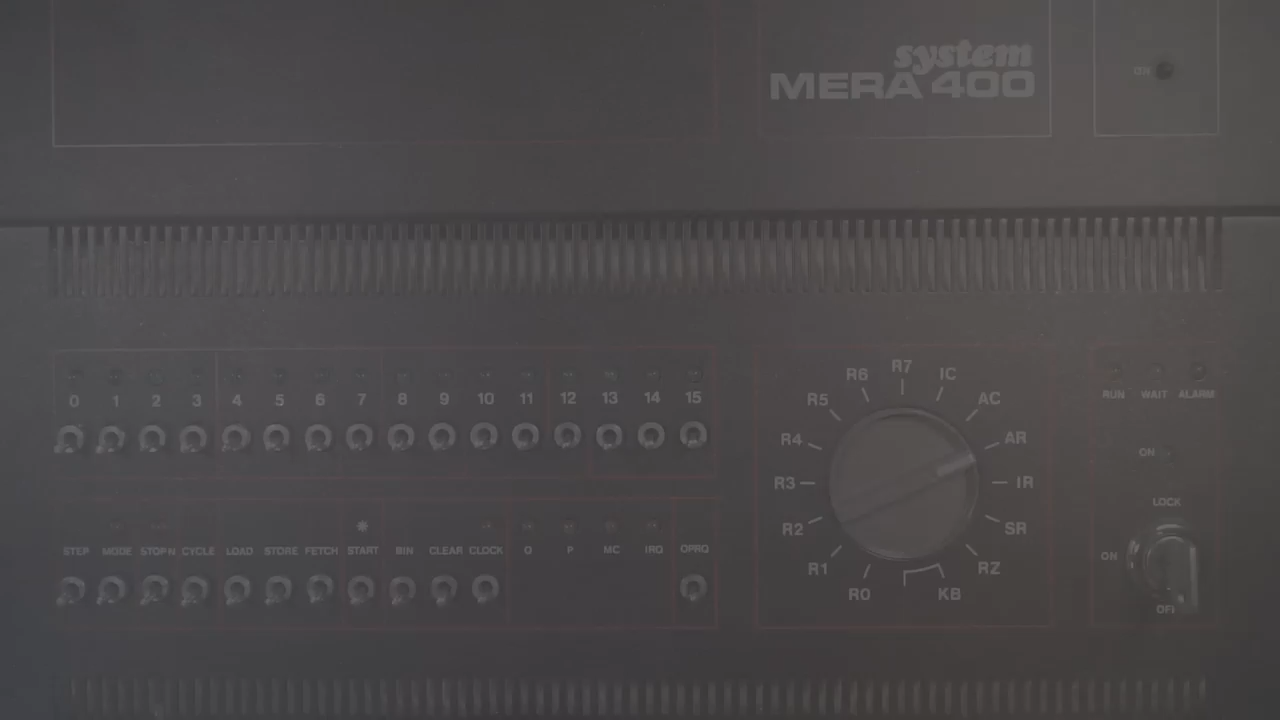 system
MERA 400
0 1 2 3 4 5 6 7 8 9 10 11 12 13 14 15
STEP MODE STOPN CYCLE LOAD STORE FETCH START BIN CLEAR CLOCK Q P MC IRQ OPRQ
R0 R1 R2 R3 R4 R5 R6 R7 IC AC AR IR SR RZ KB
RUN WAIT ALARM
ON
LOCK
ON
OFF